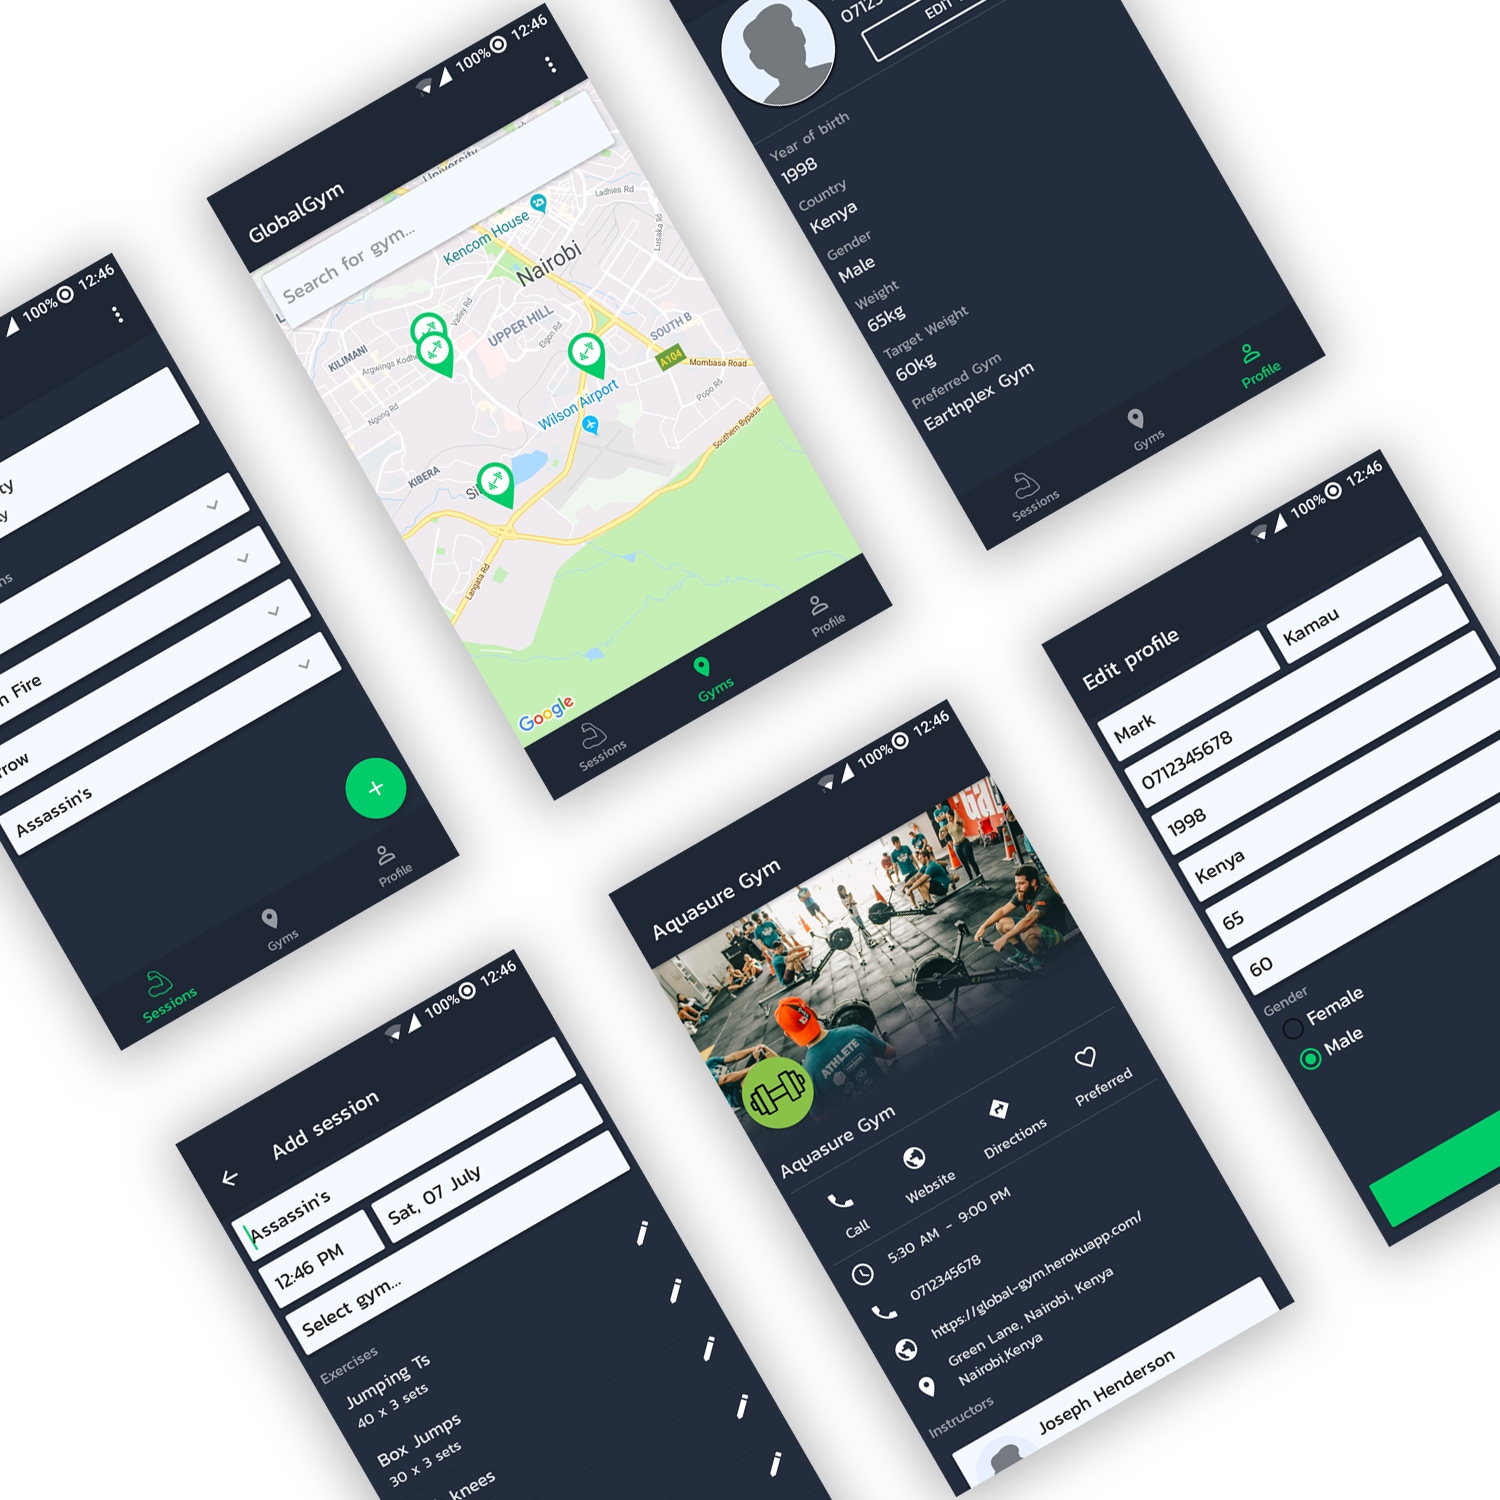 12:46
100%
GlobalGym
Search for gym...
University
Kencom House
Nairobi
Ladhies Rd
Lusaka Rd
Valley Rd
UPPER HILL
Elgon Rd
SOUTH B
KILIMANI
Argwings Kodhe
A104
Mombasa Road
Popo Rd
Ngong Rd
Wilson Airport
Southern Bypass
KIBERA
Langata Rd
Google
Sessions
Gyms
Profile
0712
EDIT
Year of birth
1998
Country
Kenya
Gender
Male
Weight
65kg
Target Weight
60kg
Preferred Gym
Earthplex Gym
Sessions
Gyms
Profile
100%
12:46
ty
ty
ns
n Fire
row
Assassin's
Sessions
Gyms
Profile
100%
12:46
Edit profile
Mark
Kamau
0712345678
1998
Kenya
65
60
Gender
Female
Male
100%
12:46
Aquasure Gym
Ga
ATHLETE
Aquasure Gym
Call
Website
Directions
Preferred
5:30 AM - 9:00 PM
0712345678
https://global-gym.herokuapp.com/
Green Lane, Nairobi, Kenya
Nairobi,Kenya
Instructors
Joseph Henderson
100%
12:46
Add session
Assassin's
12:46 PM
Sat, 07 July
Select gym...
Exercises
Jumping Ts
40 x 3 sets
Box Jumps
30 x 3 sets
knees